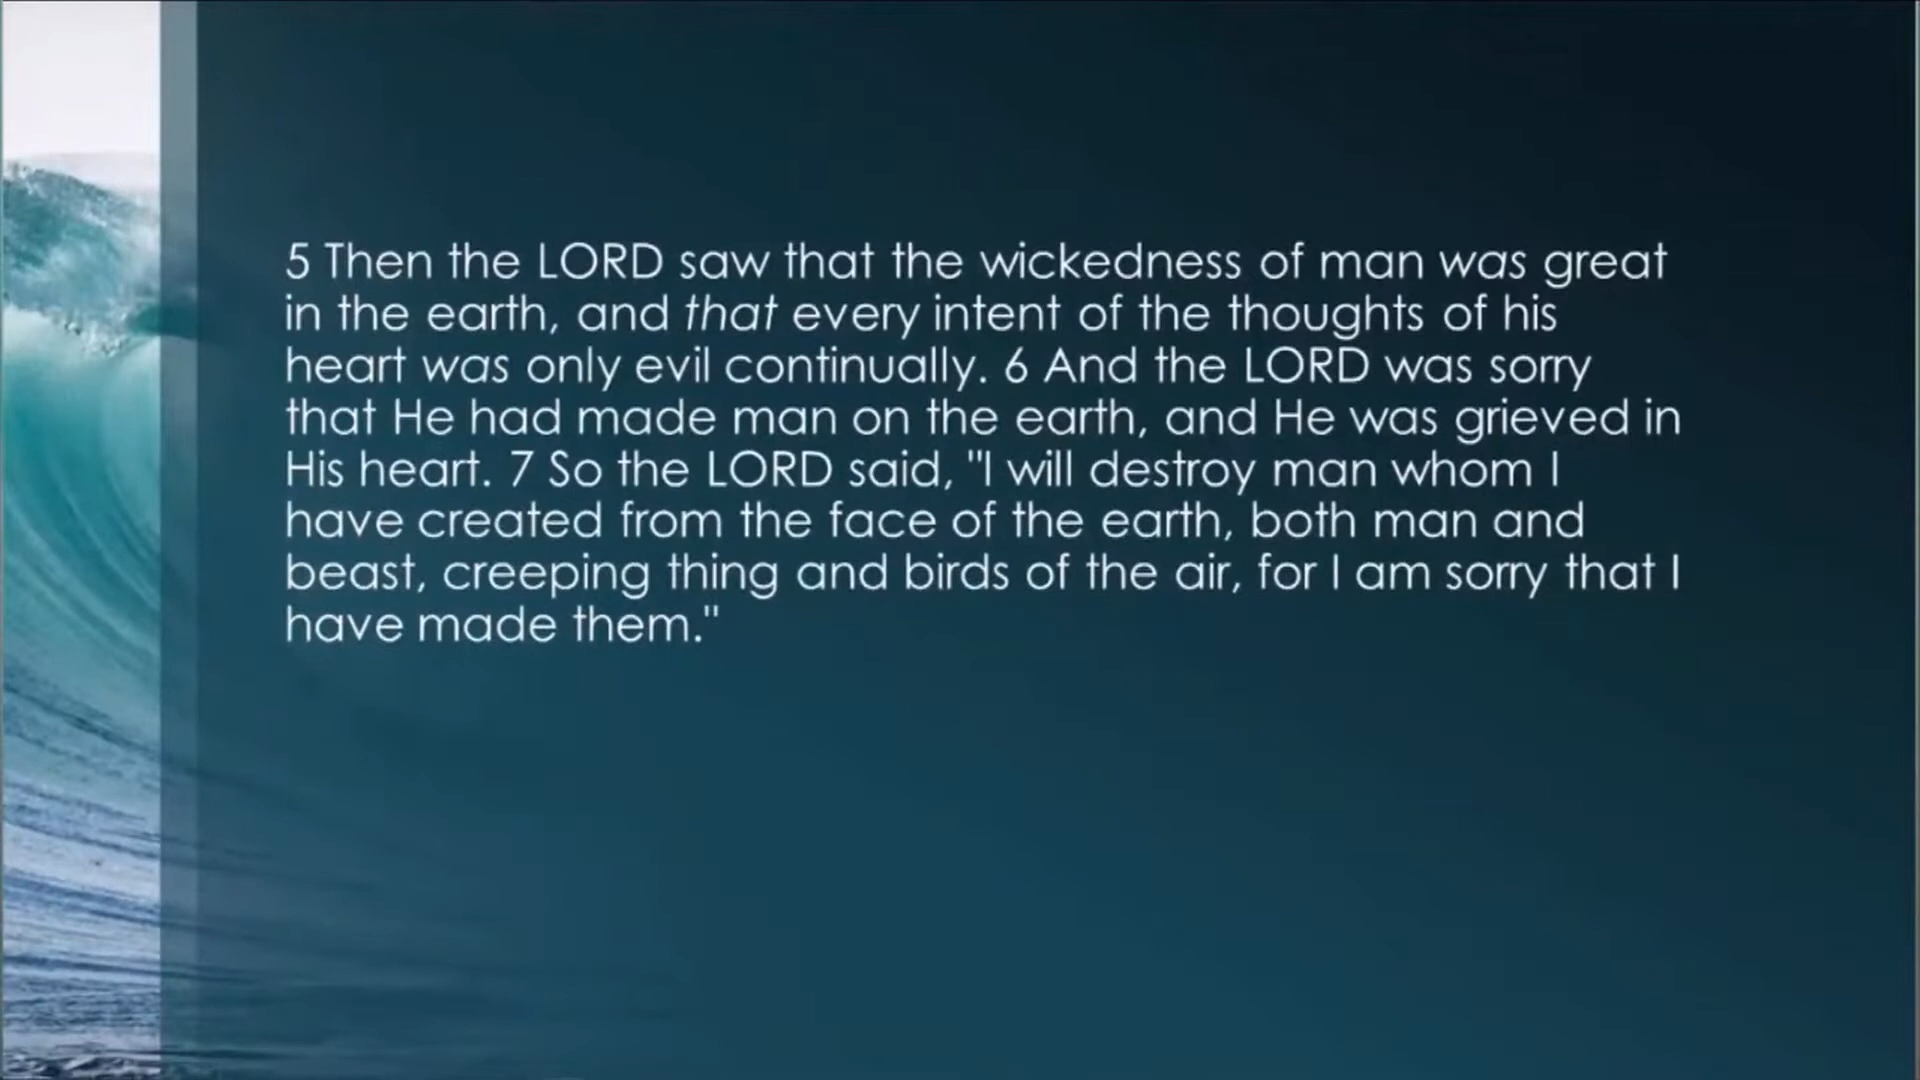 5 Then the LORD saw that the wickedness of man was great
in the earth, and that every intent of the thoughts of his
heart was only evil continually. 6 And the LORD was sorry
that He had made man on the earth, and He was grieved in
His heart. 7 So the LORD said, "I will destroy man whom I
have created from the face of the earth, both man and
beast, creeping thing and birds of the air, for I am sorry that I
have made them."